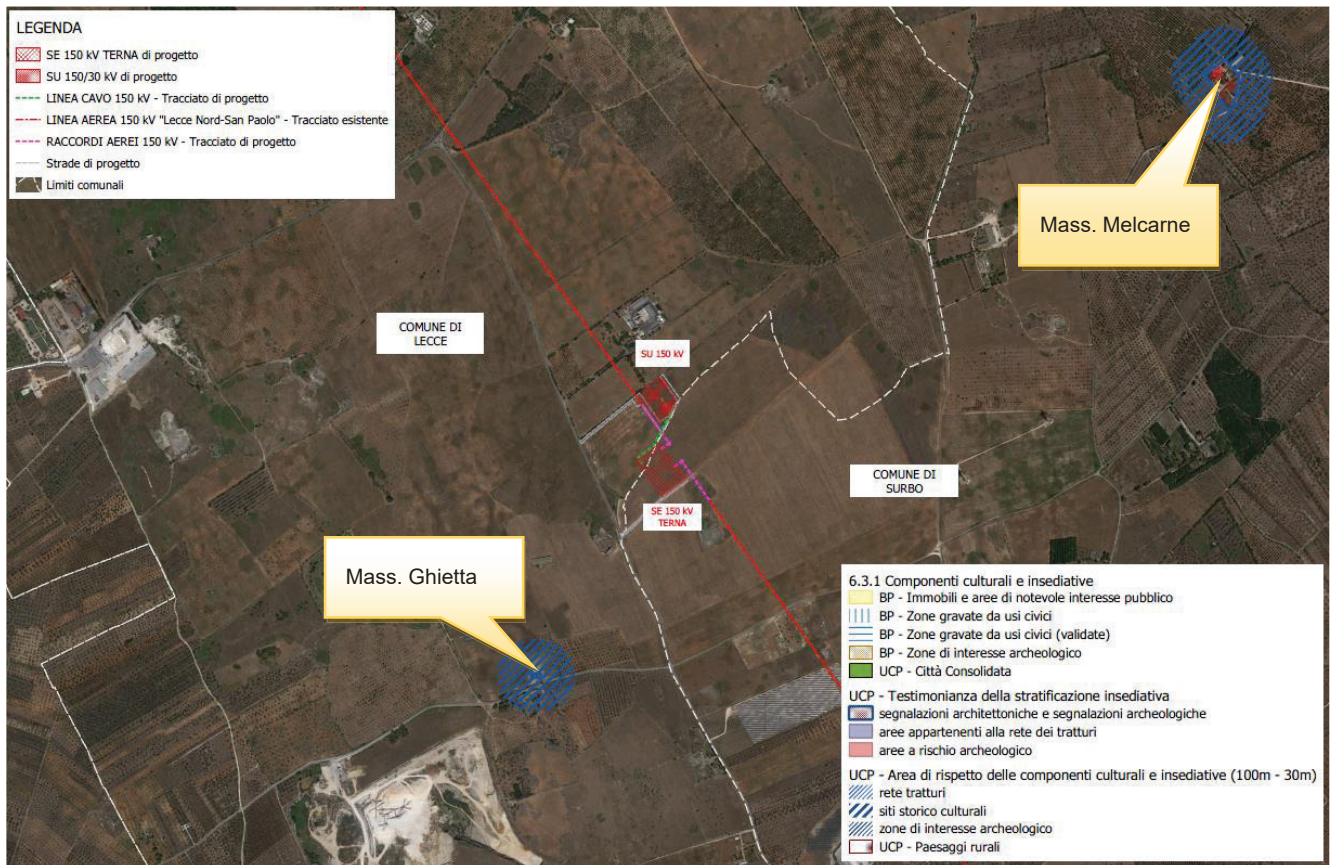 LEGENDA
SE 150 kV TERNA di progetto
SU 150/30 kV di progetto
LINEA CAVO 150 kV - Tracciato di progetto
LINEA AEREA 150 kV "Lecce Nord-San Paolo" - Tracciato esistente
RACCORDI AEREI 150 kV - Tracciato di progetto
Strade di progetto
Limiti comunali
Mass. Melcarne
COMUNE DI
LECCE
SU 150 kV
COMUNE DI
SURBO
SE 150 kV
TERNA
Mass. Ghietta
6.3.1 Componenti culturali e insediative
BP - Immobili e aree di notevole interesse pubblico
BP - Zone gravate da usi civici
BP - Zone gravate da usi civici (validate)
BP - Zone di interesse archeologico
UCP - Città Consolidata
UCP - Testimonianza della stratificazione insediativa
segnalazioni architettoniche e segnalazioni archeologiche
aree appartenenti alla rete dei tratturi
aree a rischio archeologico
UCP - Area di rispetto delle componenti culturali e insediative (100m - 30m)
rete tratturi
siti storico culturali
zone di interesse archeologico
UCP - Paesaggi rurali